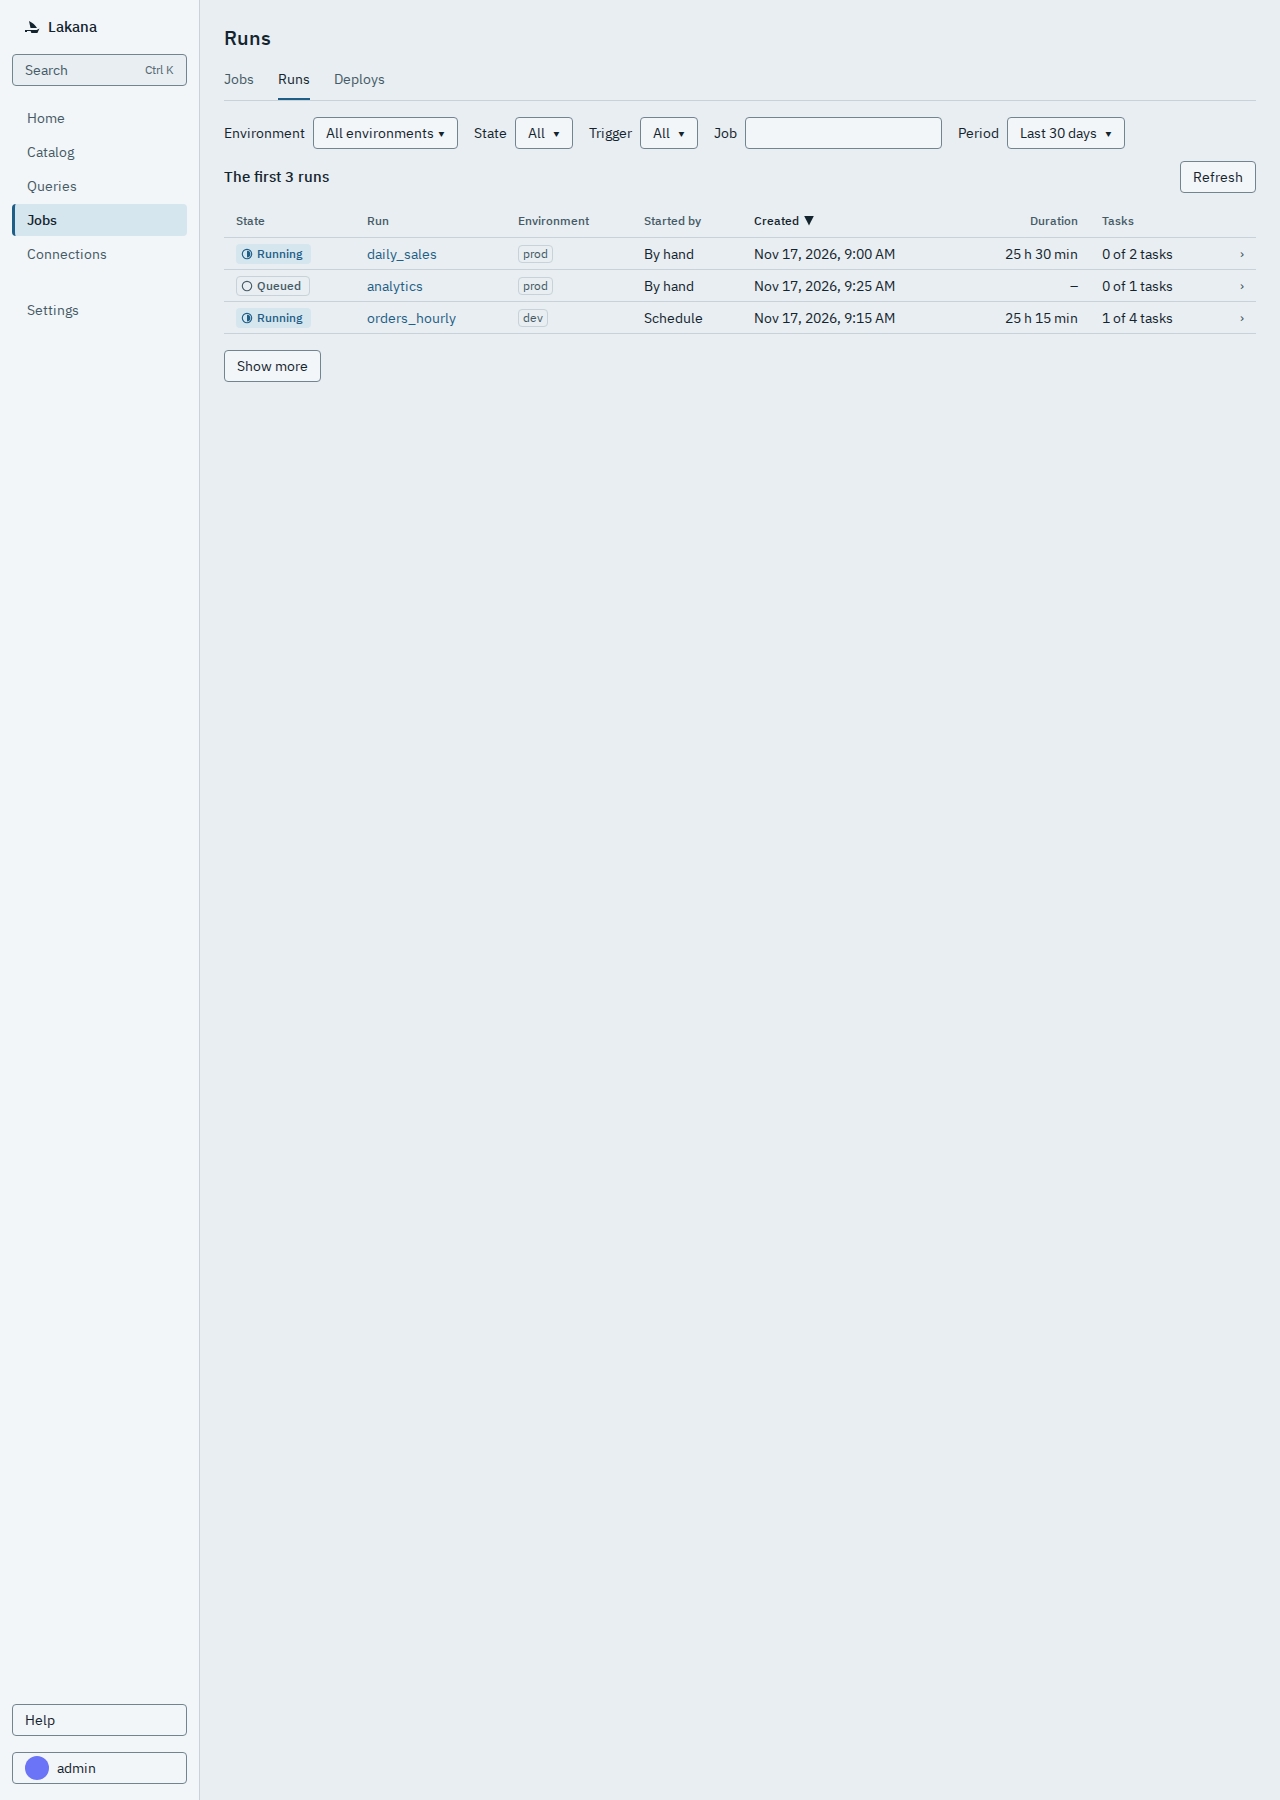 Lakana
Search Ctrl K
Home
Catalog
Queries
Jobs
Connections
Settings
Help
admin
Runs
Jobs Runs Deploys
Environment All environments ▾ State All ▾ Trigger All ▾ Job Period Last 30 days ▾
The first 3 runs Refresh
State Run Environment Started by Created ▼ Duration Tasks
Running daily_sales prod By hand Nov 17, 2026, 9:00 AM 25 h 30 min 0 of 2 tasks ›
Queued analytics prod By hand Nov 17, 2026, 9:25 AM – 0 of 1 tasks ›
Running orders_hourly dev Schedule Nov 17, 2026, 9:15 AM 25 h 15 min 1 of 4 tasks ›
Show more